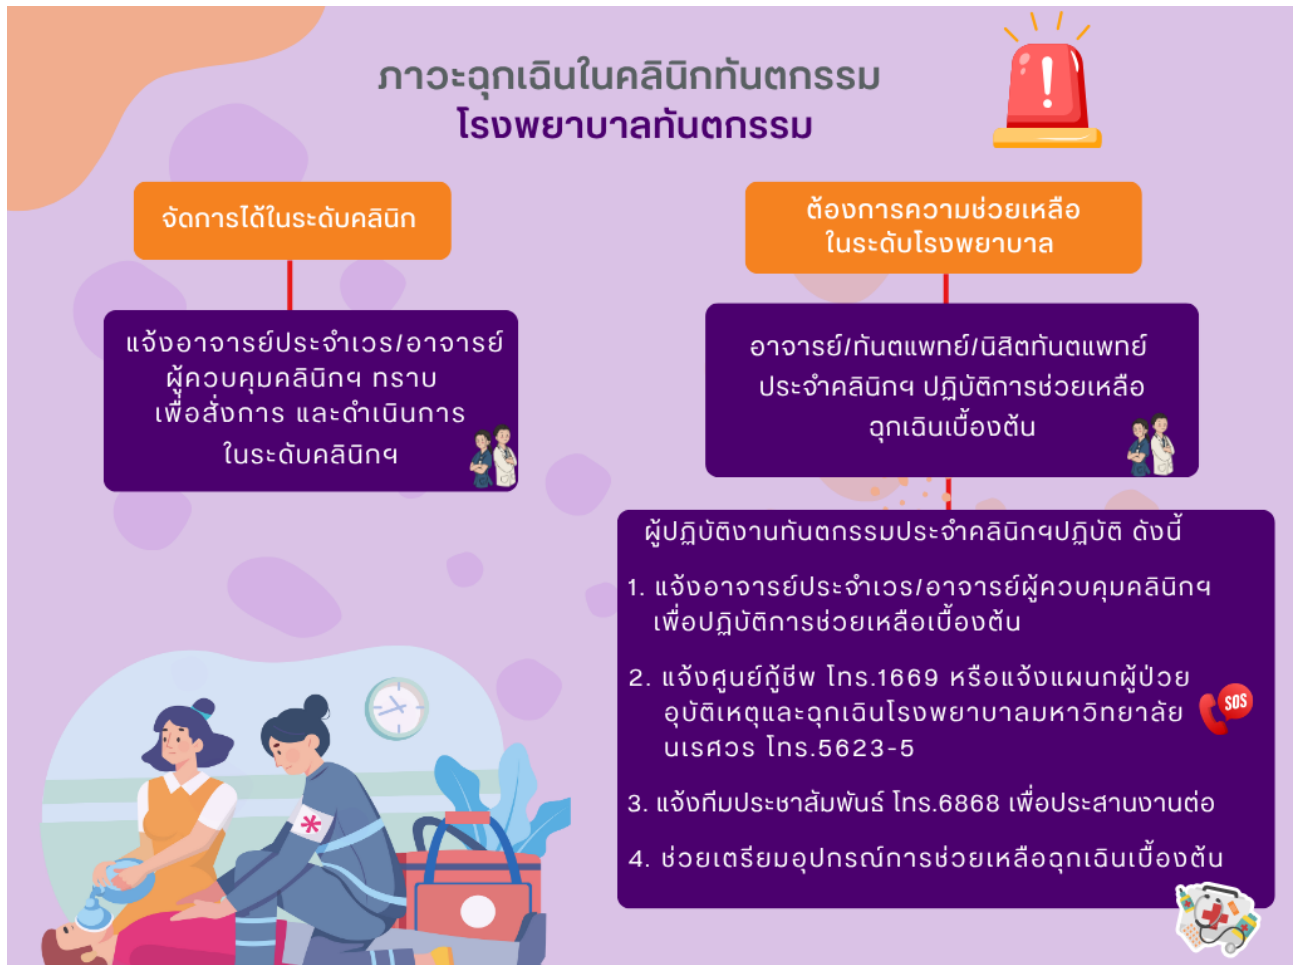 ภาวะฉุกเฉินในคลินิกทันตกรรม
โรงพยาบาลทันตกรรม
จัดการได้ในระดับคลินิก
แจ้งอาจารย์ประจำเวร/อาจารย์
ผู้ควบคุมคลินิกฯ ทราบ
เพื่อสั่งการ และดำเนินการ
ในระดับคลินิกฯ
ต้องการความช่วยเหลือ
ในระดับโรงพยาบาล
อาจารย์/ทันตแพทย์/นิสิตทันตแพทย์
ประจำคลินิกฯ ปฏิบัติการช่วยเหลือ
ฉุกเฉินเบื้องต้น
ผู้ปฏิบัติงานทันตกรรมประจำคลินิกฯปฏิบัติ ดังนี้
1. แจ้งอาจารย์ประจำเวร/อาจารย์ผู้ควบคุมคลินิกฯ
เพื่อปฏิบัติการช่วยเหลือเบื้องต้น
2. แจ้งศูนย์กู้ชีพ โทร.1669 หรือแจ้งแผนกผู้ป่วย
อุบัติเหตุและฉุกเฉินโรงพยาบาลมหาวิทยาลัย
นเรศวร โทร.5623-5
SOS
3. แจ้งทีมประชาสัมพันธ์ โทร.6868 เพื่อประสานงานต่อ
4. ช่วยเตรียมอุปกรณ์การช่วยเหลือฉุกเฉินเบื้องต้น